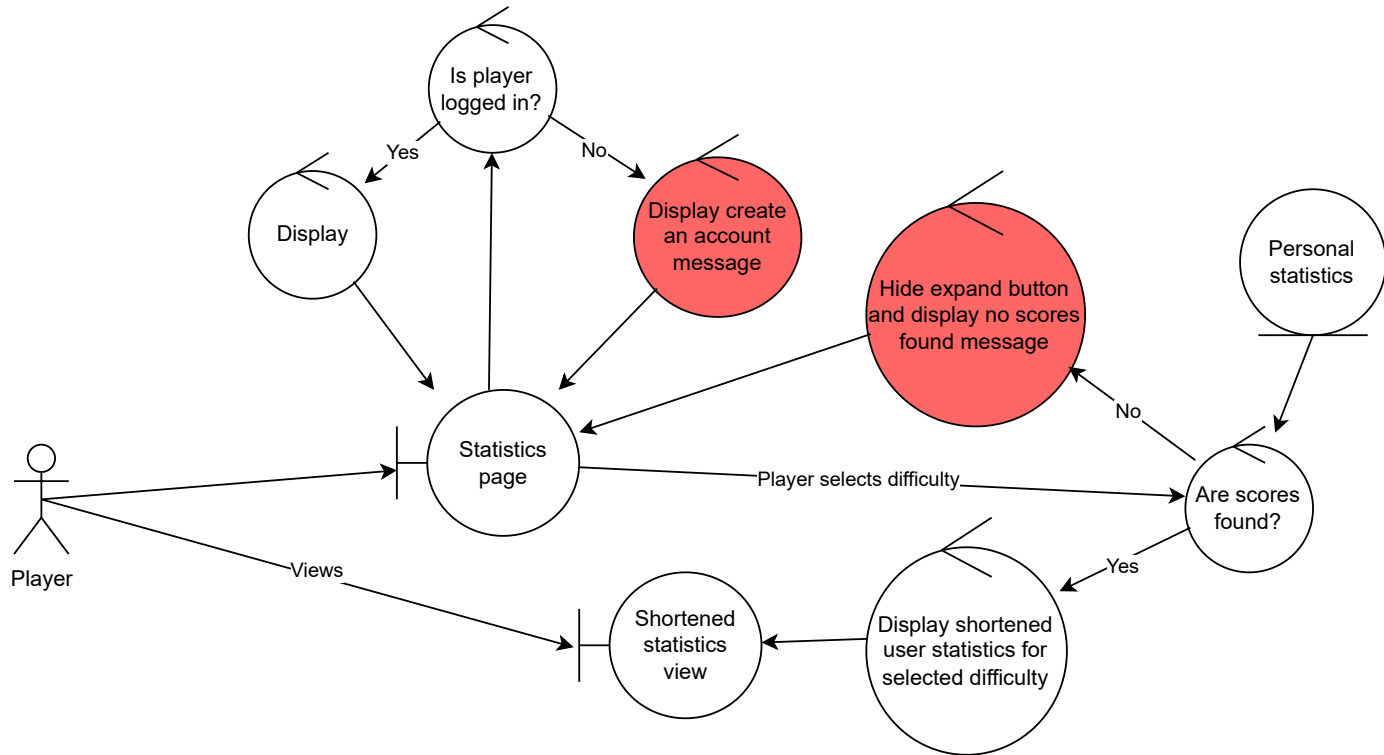 Is player
logged in?
Yes
No
Display
Display create
an account
message
Hide expand button
and display no scores
found message
Personal
statistics
No
Statistics
page
Player selects difficulty
Are scores
found?
Player
Views
Yes
Shortened
statistics
view
Display shortened
user statistics for
selected difficulty